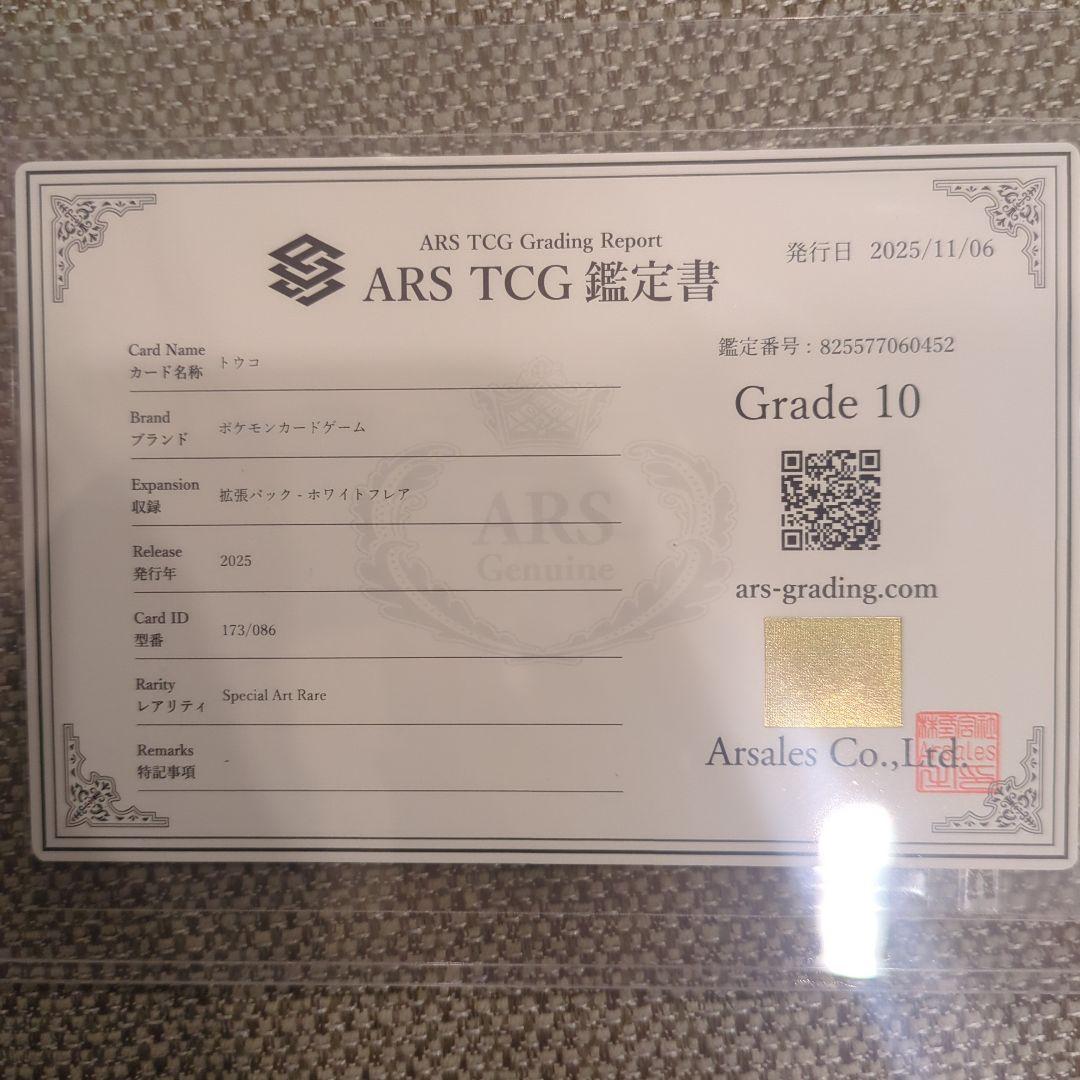 ARS TCG Grading Report
ARS TCG 鑑定書
発行日 2025/11/06
Card Name
カード名称
トウコ
Brand
ブランド
ポケモンカードゲーム
Expansion
収録
拡張パック - ホワイトフレア
Release
発行年
2025
Card ID
型番
173/086
Rarity
レアリティ
Special Art Rare
Remarks
特記事項
-
ARS
Genuine
鑑定番号 : 825577060452
Grade 10
ars-grading.com
Arsales Co.,Ltd.
株式会社
Arsales